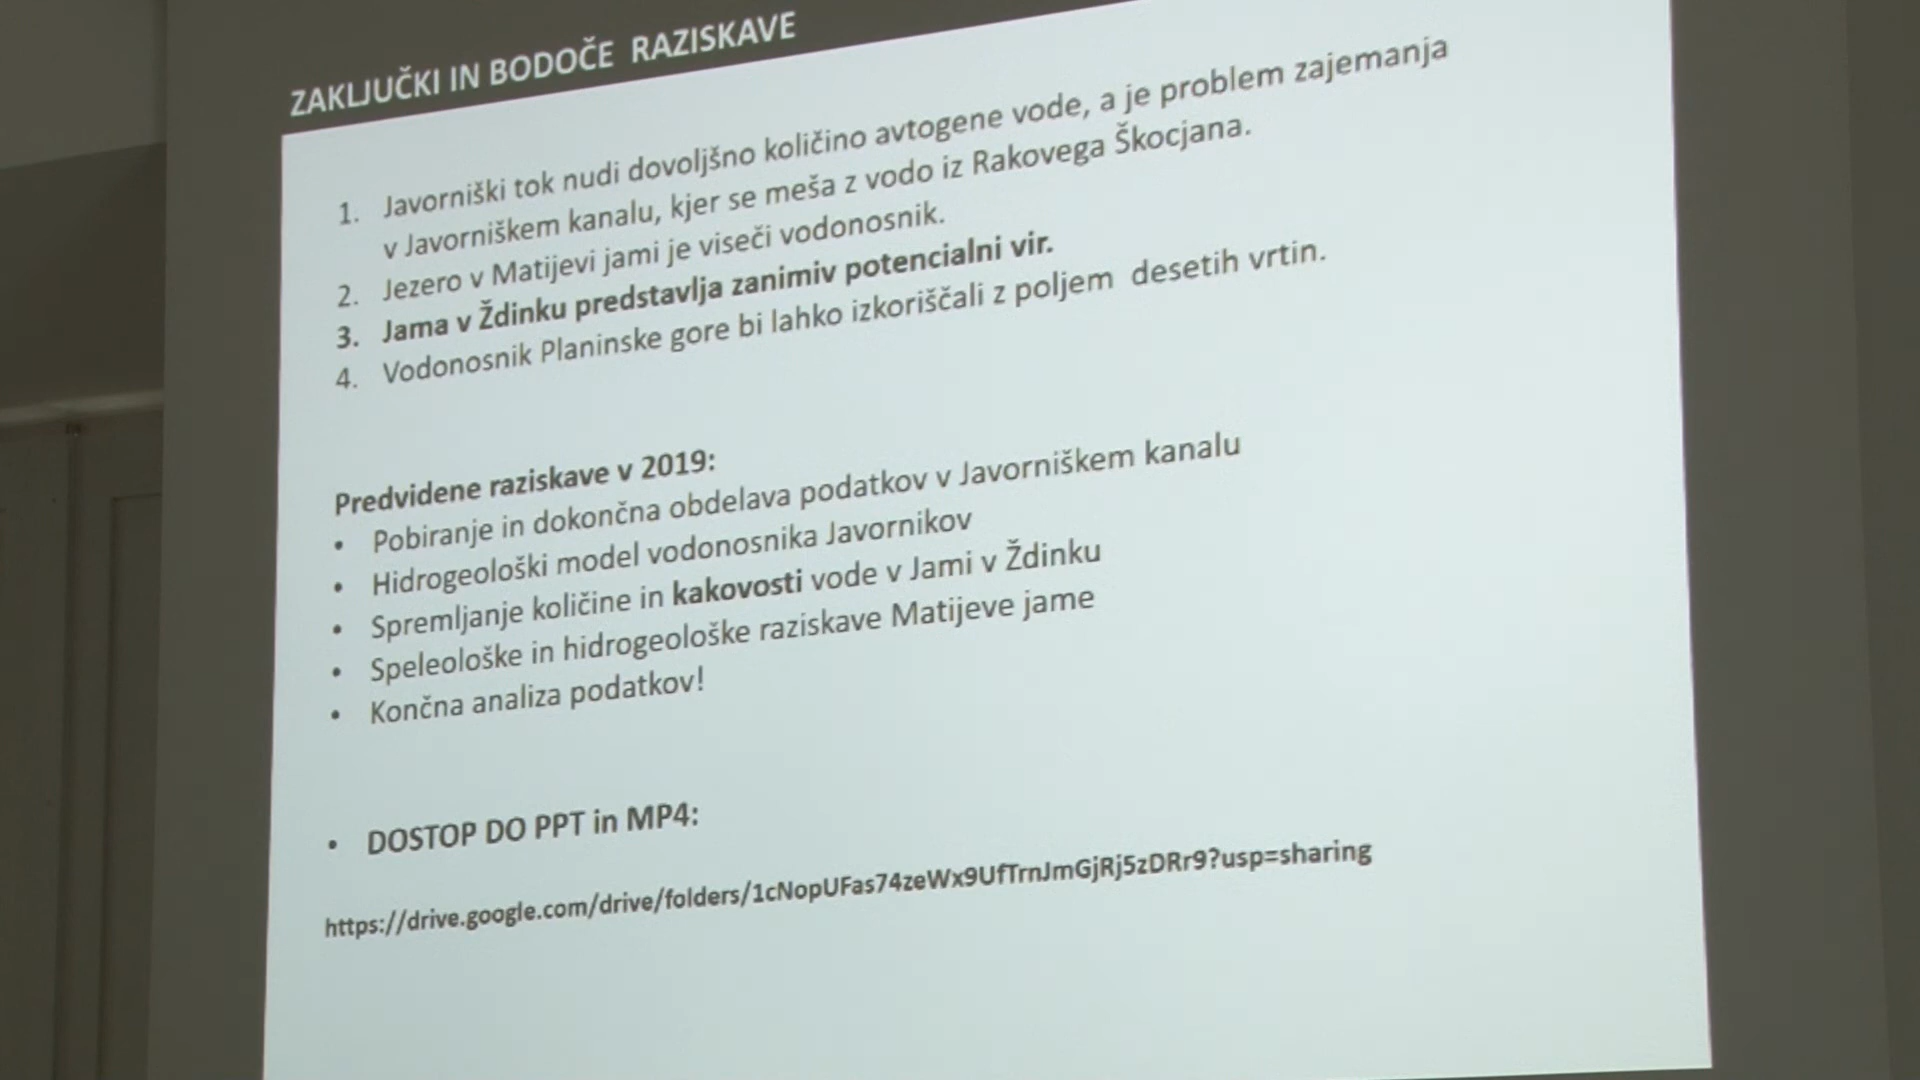 ZAKLJUČKI IN BODOČE RAZISKAVE
1. Javorniški tok nudi dovoljšno količino avtogene vode, a je problem zajemanja
v Javorniškem kanalu, kjer se meša z vodo iz Rakovega Škocjana.
2. Jezero v Matijevi jami je viseči vodonosnik.
3. Jama v Ždinku predstavlja zanimiv potencialni vir.
4. Vodonosnik Planinske gore bi lahko izkoriščali z poljem desetih vrtin.
Predvidene raziskave v 2019:
• Pobiranje in dokončna obdelava podatkov v Javorniškem kanalu
• Hidrogeološki model vodonosnika Javornikov
• Spremljanje količine in kakovosti vode v Jami v Ždinku
• Speleološke in hidrogeološke raziskave Matijeve jame
• Končna analiza podatkov!
• DOSTOP DO PPT in MP4:
https://drive.google.com/drive/folders/1cNopUFas74zeWx9UfTrnJmGjRj5zDRr9?usp=sharing